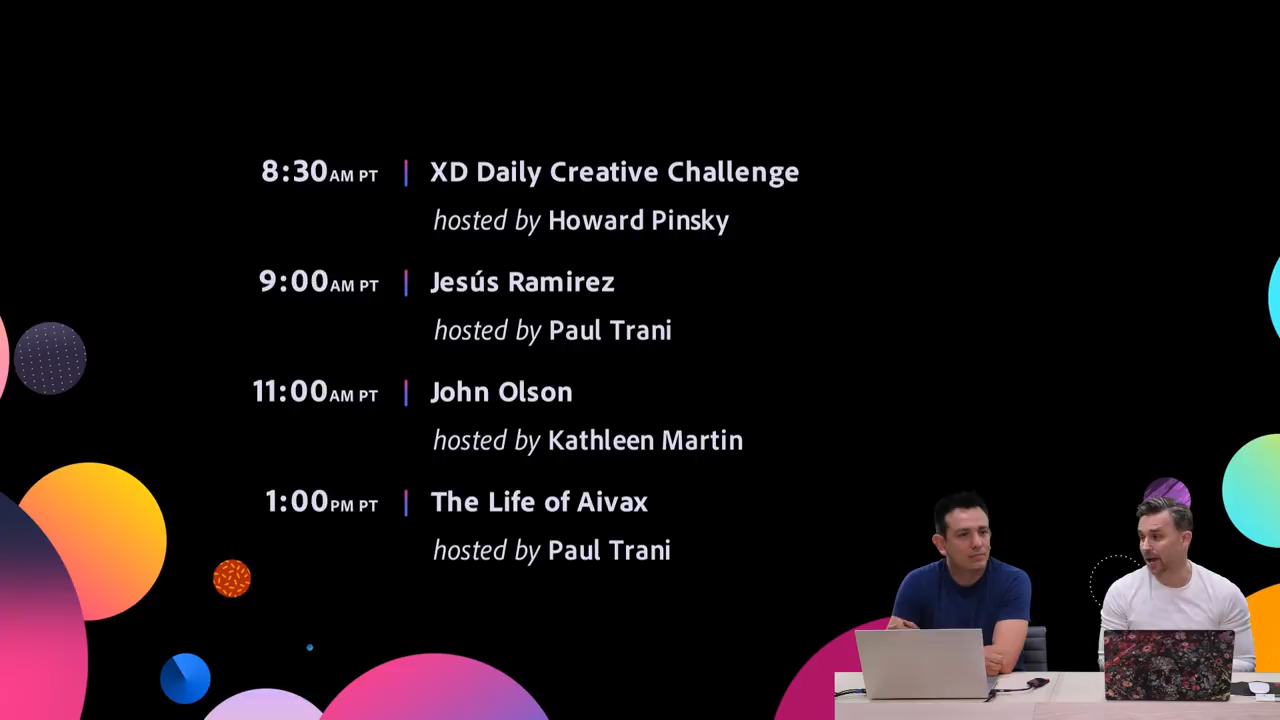 8:30AM PT | XD Daily Creative Challenge
hosted by Howard Pinsky
9:00AM PT | Jesús Ramirez
hosted by Paul Trani
11:00AM PT | John Olson
hosted by Kathleen Martin
1:00PM PT | The Life of Aivax
hosted by Paul Trani